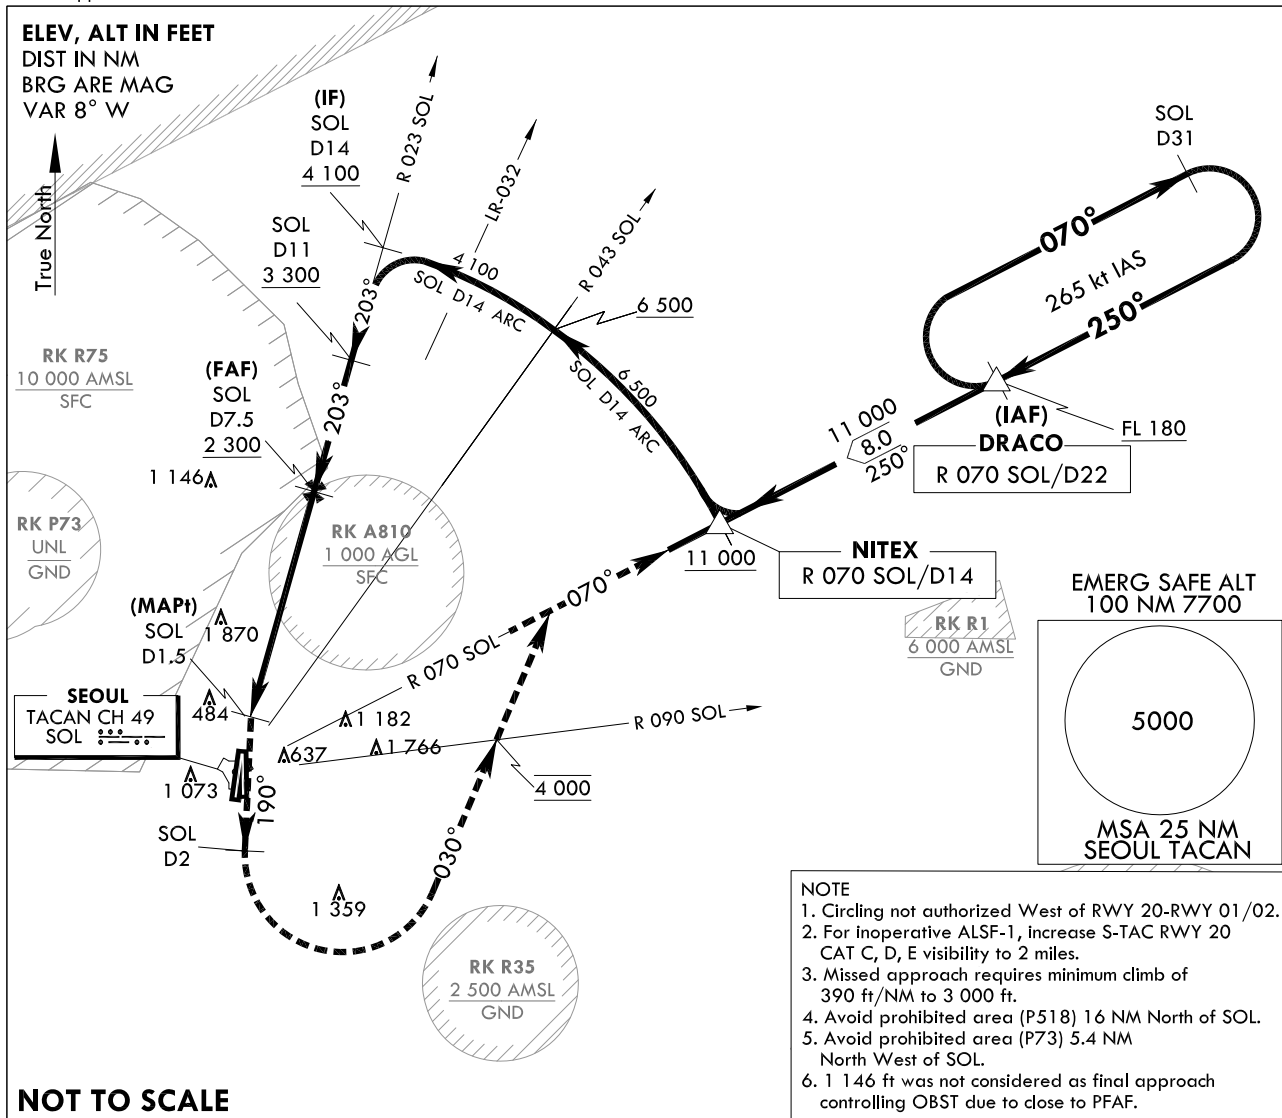 ELEV, ALT IN FEET
DIST IN NM
BRG ARE MAG
VAR 8° W
True North
(IF)
SOL
D14
4 100
R 023 SOL
LR-032
R 043 SOL
SOL
D31
070°
265 kt IAS
250°
SOL
D11
3 300
4 100
SOL D14 ARC
6 500
203°
6 500
SOL D14 ARC
RK R75
10 000 AMSL
SFC
(FAF)
SOL
D7.5
2 300
203°
11 000
8.0
250°
(IAF)
DRACO
R 070 SOL/D22
FL 180
1 146
RK P73
UNL
GND
RK A810
1 000 AGL
SFC
11 000
NITEX
R 070 SOL/D14
070°
R 070 SOL
(MAPt)
SOL
D1.5
1 870
RK R1
6 000 AMSL
GND
EMERG SAFE ALT
100 NM 7700
5000
MSA 25 NM
SEOUL TACAN
SEOUL
TACAN CH 49
SOL
484
1 182
637
1 766
R 090 SOL
1 073
4 000
190°
SOL
D2
030°
1 359
RK R35
2 500 AMSL
GND
NOTE
1. Circling not authorized West of RWY 20-RWY 01/02.
2. For inoperative ALSF-1, increase S-TAC RWY 20
CAT C, D, E visibility to 2 miles.
3. Missed approach requires minimum climb of
390 ft/NM to 3 000 ft.
4. Avoid prohibited area (P518) 16 NM North of SOL.
5. Avoid prohibited area (P73) 5.4 NM
North West of SOL.
6. 1 146 ft was not considered as final approach
controlling OBST due to close to PFAF.
NOT TO SCALE